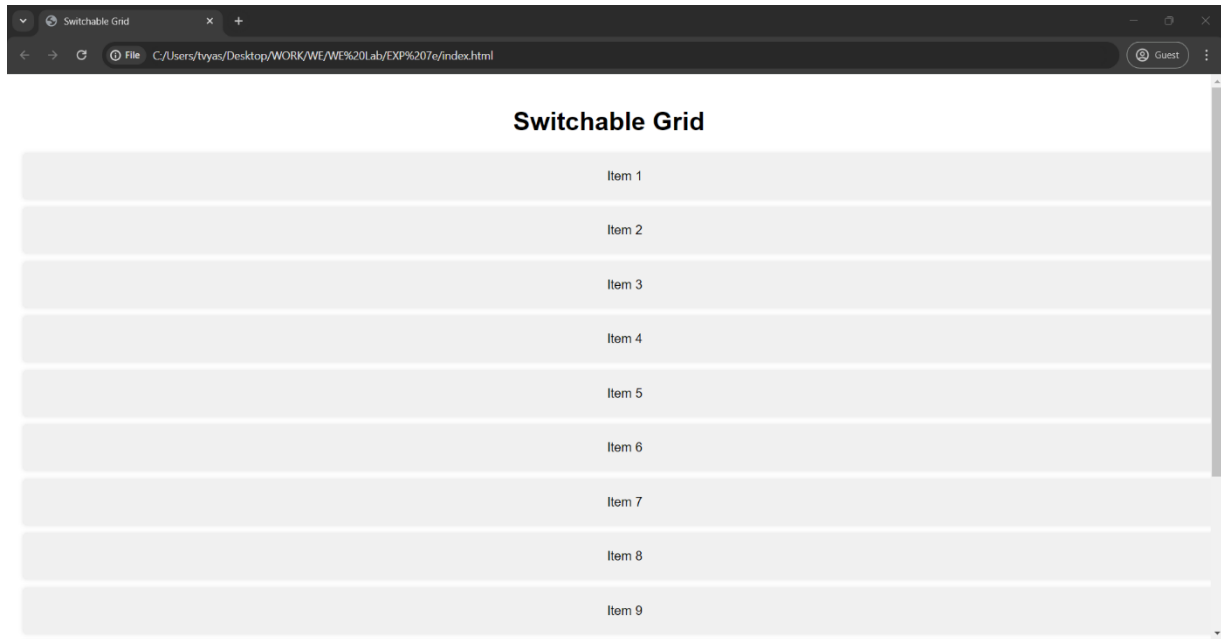 Switchable Grid
File C:/Users/tvyas/Desktop/WORK/WE/WE%20Lab/EXP%207e/index.html
Guest
Switchable Grid
Item 1
Item 2
Item 3
Item 4
Item 5
Item 6
Item 7
Item 8
Item 9